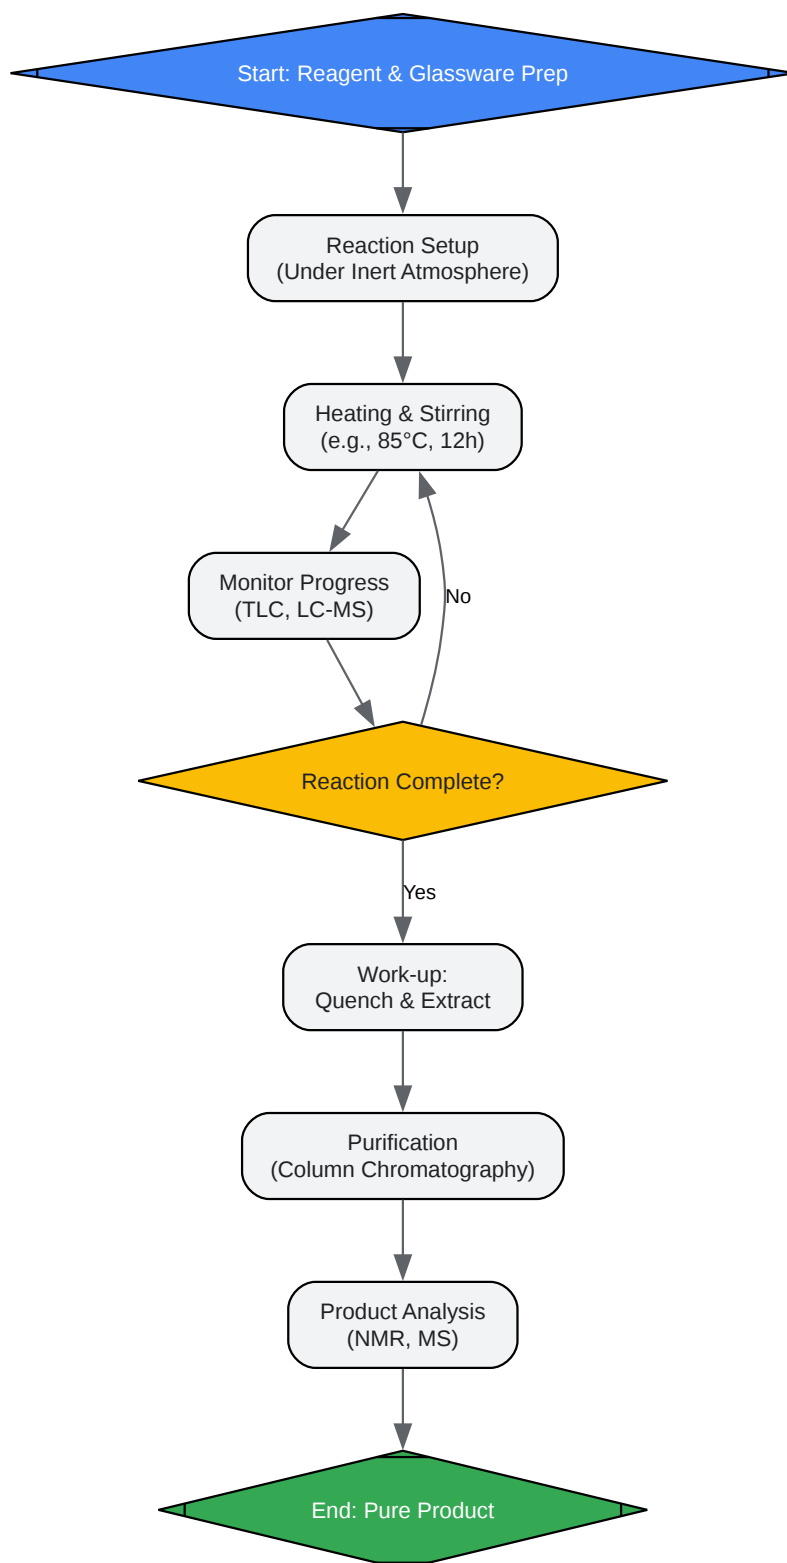 Start: Reagent & Glassware Prep
Reaction Setup
(Under Inert Atmosphere)
Heating & Stirring
(e.g., 85°C, 12h)
Monitor Progress
(TLC, LC-MS)
No
Reaction Complete?
Yes
Work-up:
Quench & Extract
Purification
(Column Chromatography)
Product Analysis
(NMR, MS)
End: Pure Product